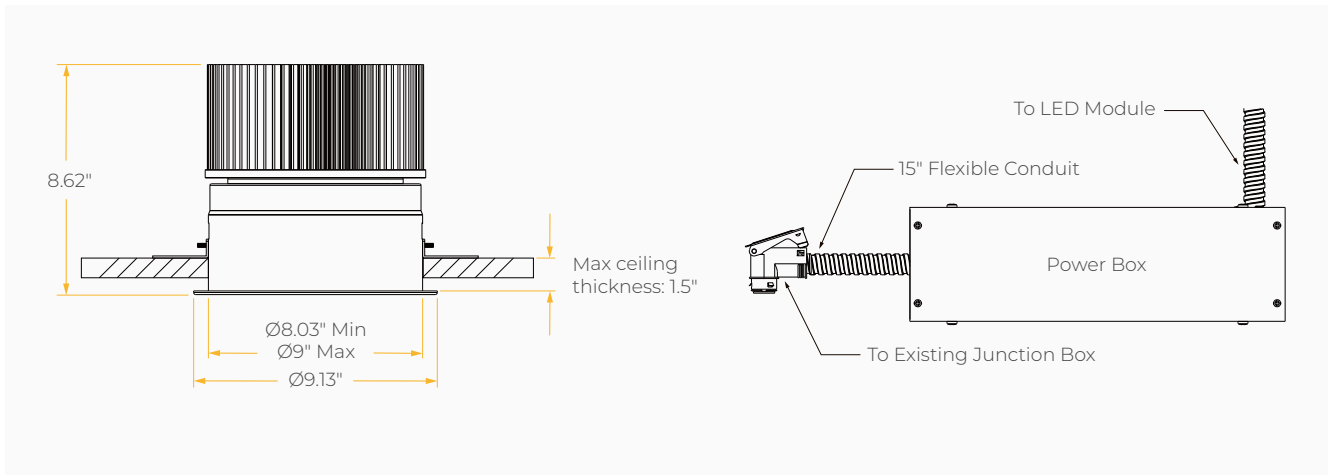 8.62"
Max ceiling
thickness: 1.5"
Ø8.03" Min
Ø9" Max
Ø9.13"
To LED Module
15" Flexible Conduit
Power Box
To Existing Junction Box